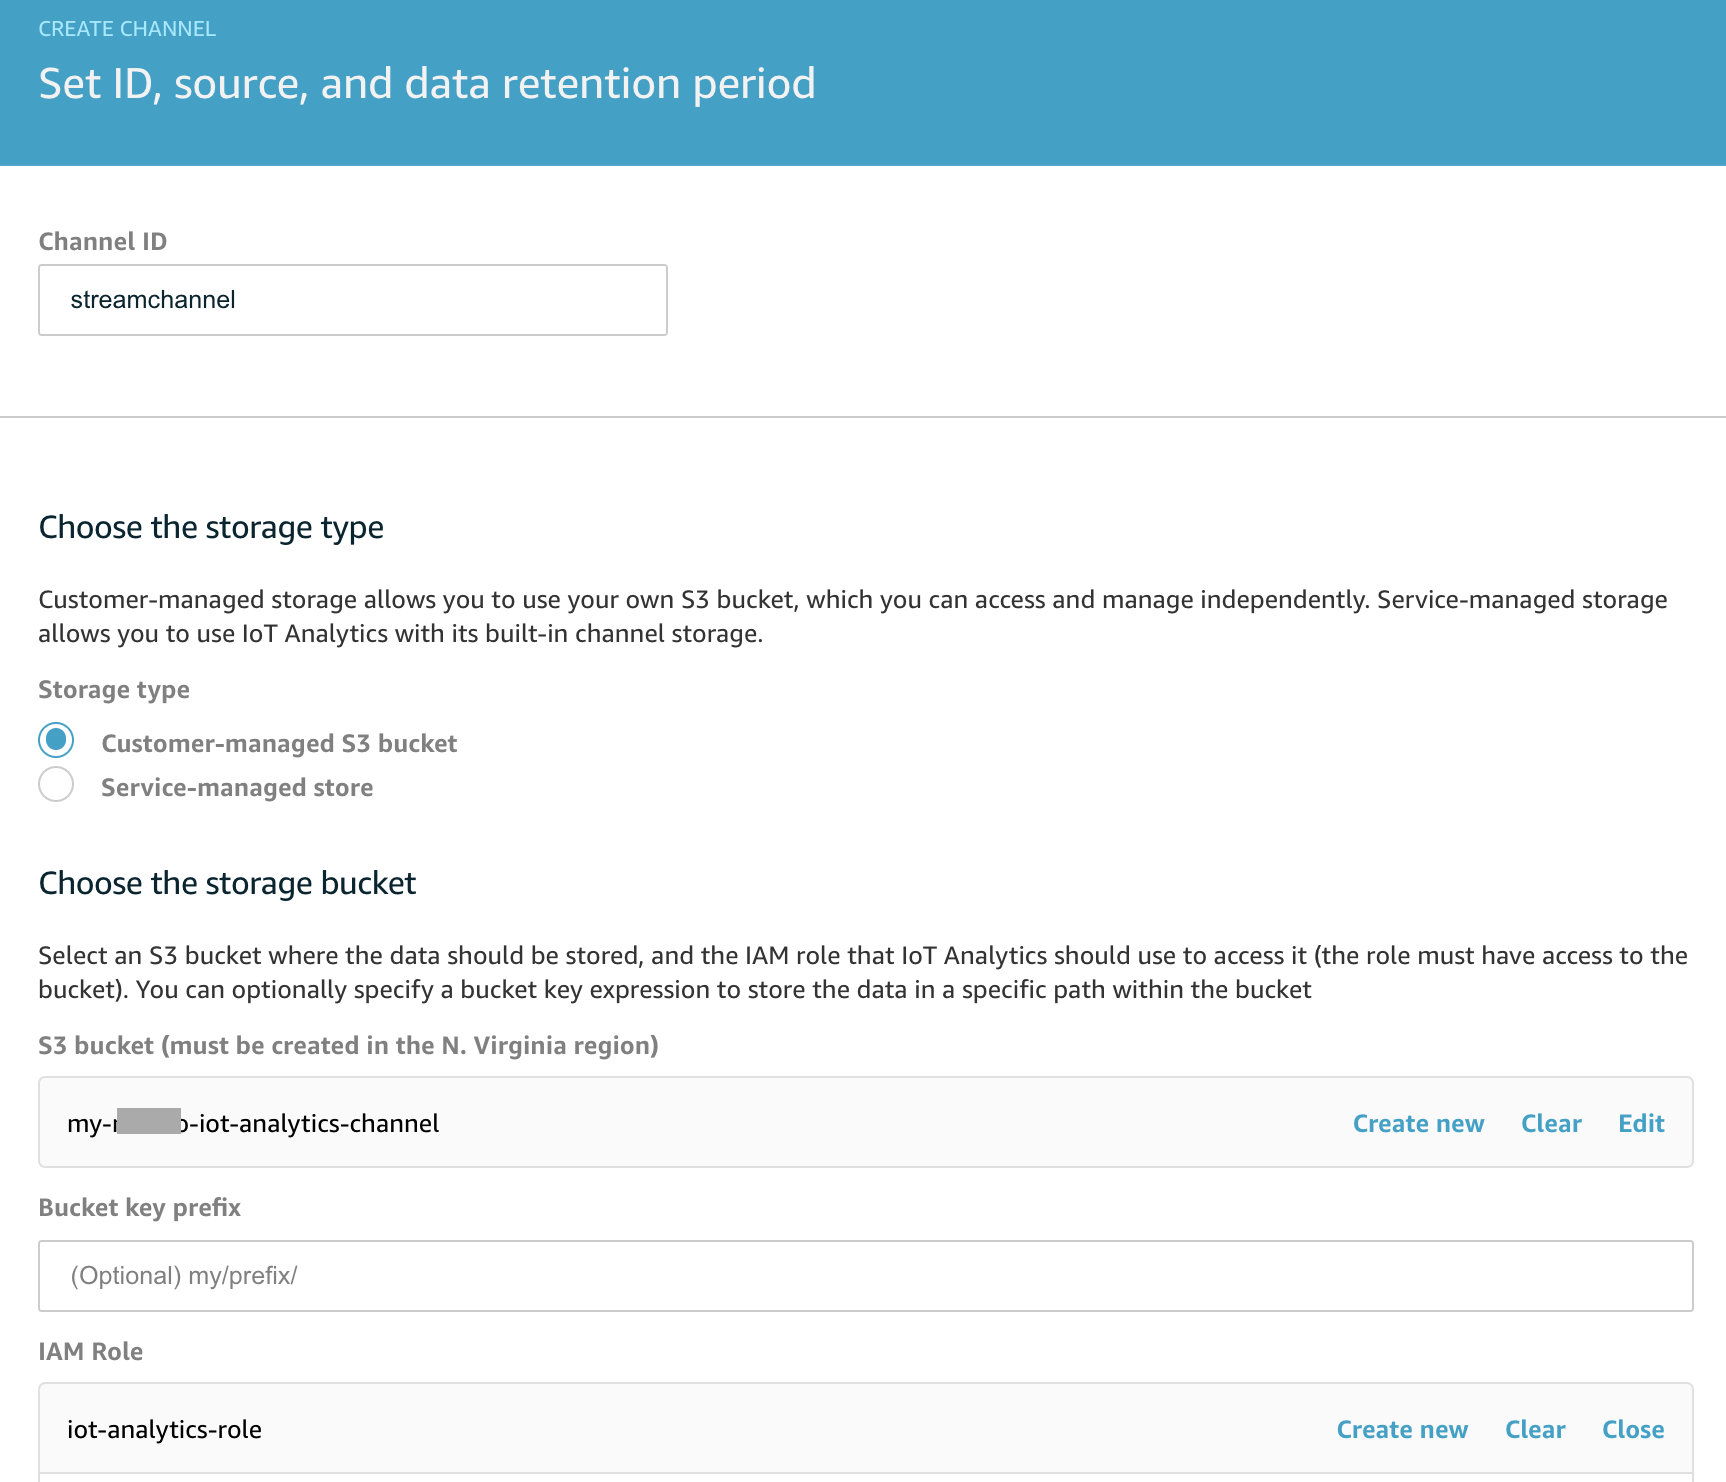 CREATE CHANNEL
Set ID, source, and data retention period
Channel ID
streamchannel
Choose the storage type
Customer-managed storage allows you to use your own S3 bucket, which you can access and manage independently. Service-managed storage
allows you to use IoT Analytics with its built-in channel storage.
Storage type
Customer-managed S3 bucket
Service-managed store
Choose the storage bucket
Select an S3 bucket where the data should be stored, and the IAM role that IoT Analytics should use to access it (the role must have access to the
bucket). You can optionally specify a bucket key expression to store the data in a specific path within the bucket
S3 bucket (must be created in the N. Virginia region)
my- -iot-analytics-channel Create new Clear Edit
Bucket key prefix
(Optional) my/prefix/
IAM Role
iot-analytics-role Create new Clear Close